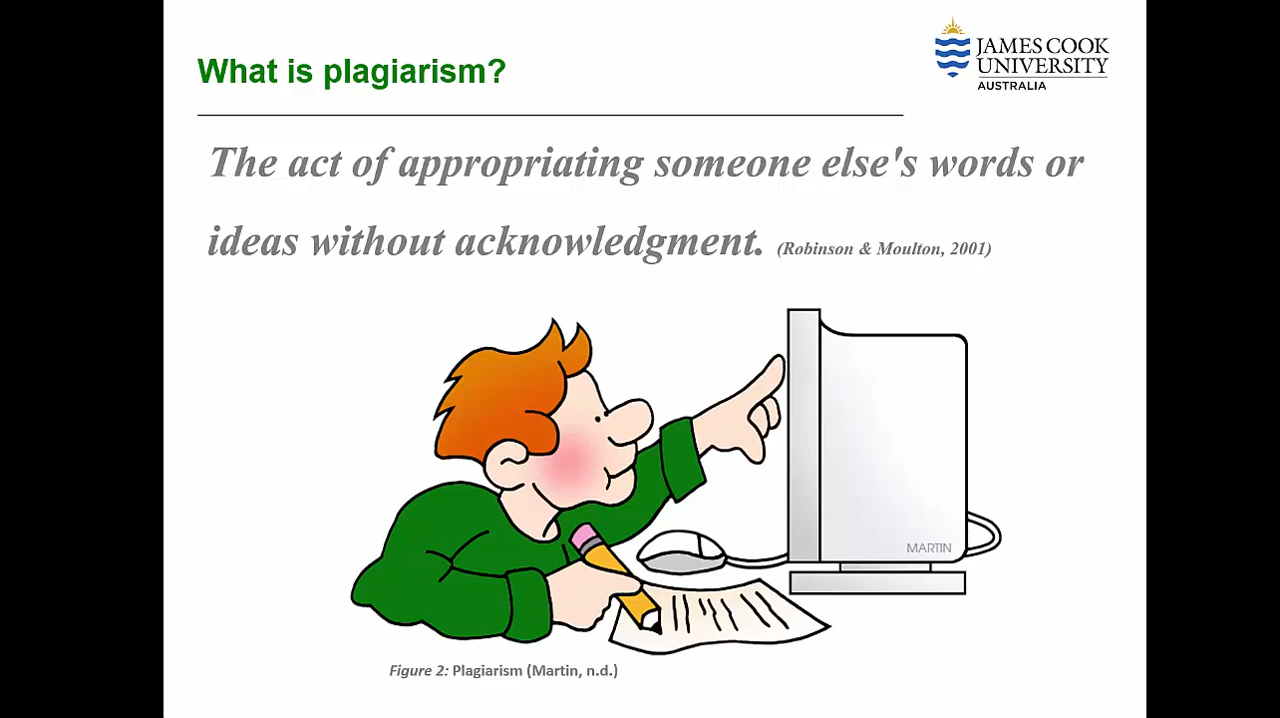 What is plagiarism?
JAMES COOK
UNIVERSITY
AUSTRALIA
The act of appropriating someone else's words or
ideas without acknowledgment. (Robinson & Moulton, 2001)
MARTIN
Figure 2: Plagiarism (Martin, n.d.)